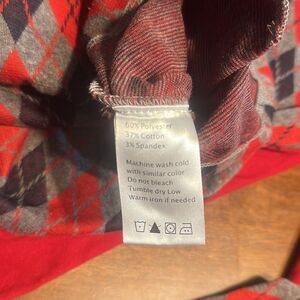 60% Polyester
37% Cotton
3% Spandex
Machine wash cold
with similar color
Do not bleach
Tumble dry Low
Warm iron if needed